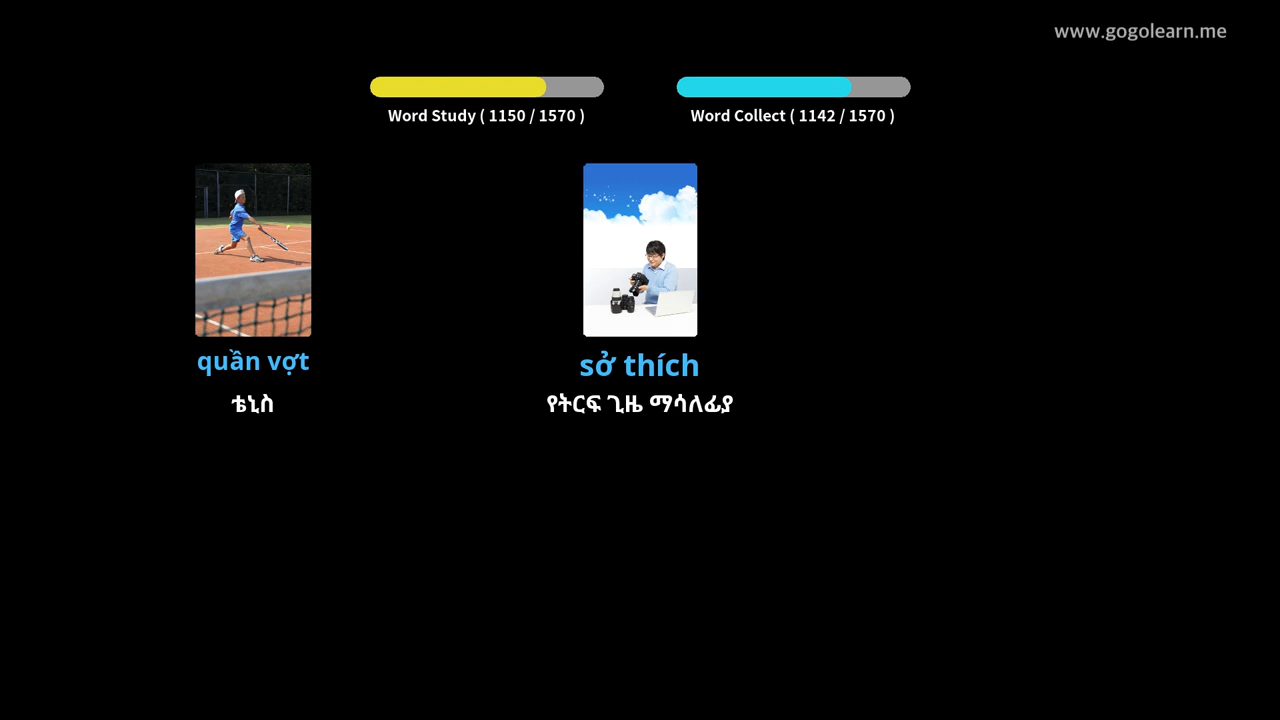 www.gogolearn.me
Word Study ( 1150 / 1570 )
Word Collect ( 1142 / 1570 )
quần vợt
ቴኒስ
sở thích
የትርፍ ጊዜ ማሳለፊያ